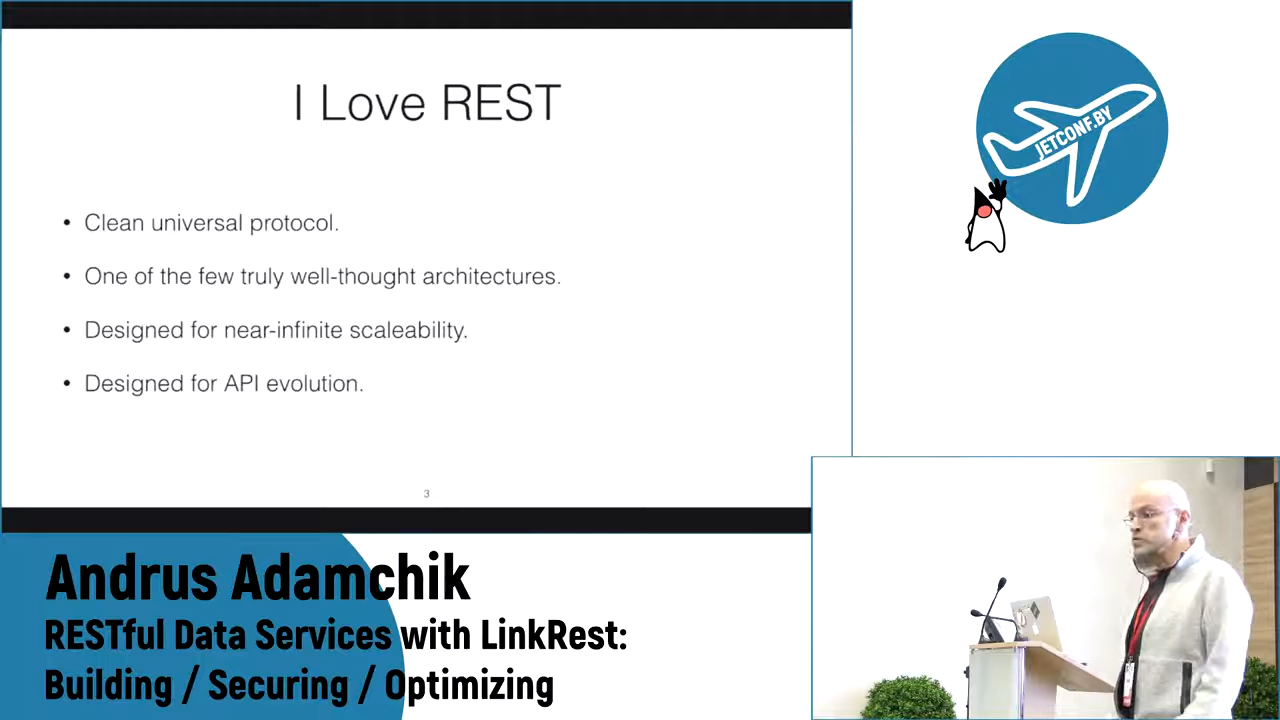 I Love REST
• Clean universal protocol.
• One of the few truly well-thought architectures.
• Designed for near-infinite scaleability.
• Designed for API evolution.
3
JETCONF.BY
Andrus Adamchik
RESTful Data Services with LinkRest:
Building / Securing / Optimizing